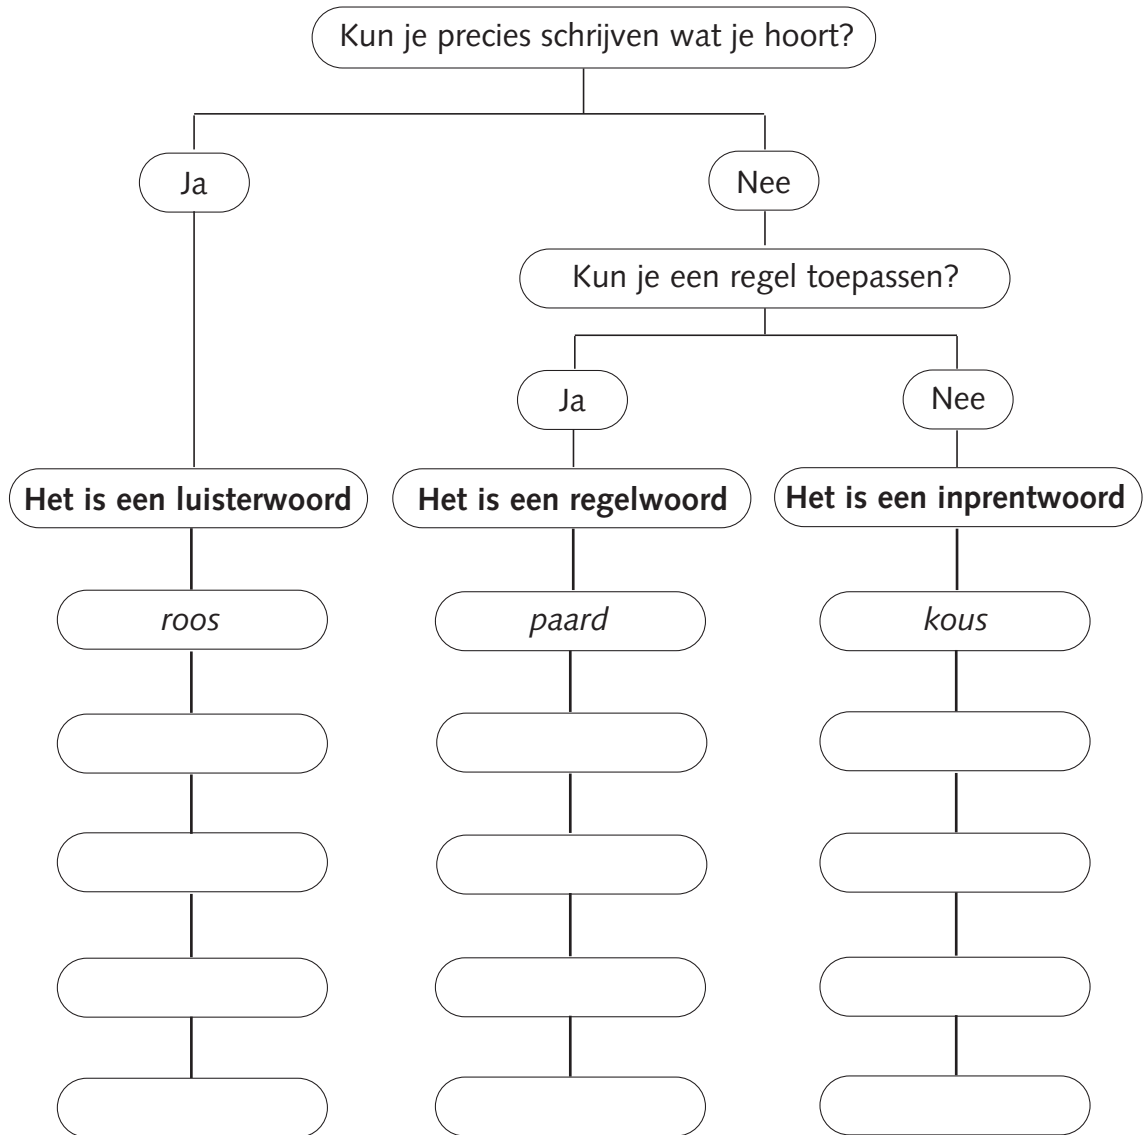 Kun je precies schrijven wat je hoort?
Ja
Nee
Kun je een regel toepassen?
Ja
Nee
Het is een luisterwoord
Het is een regelwoord
Het is een inprentwoord
roos
paard
kous